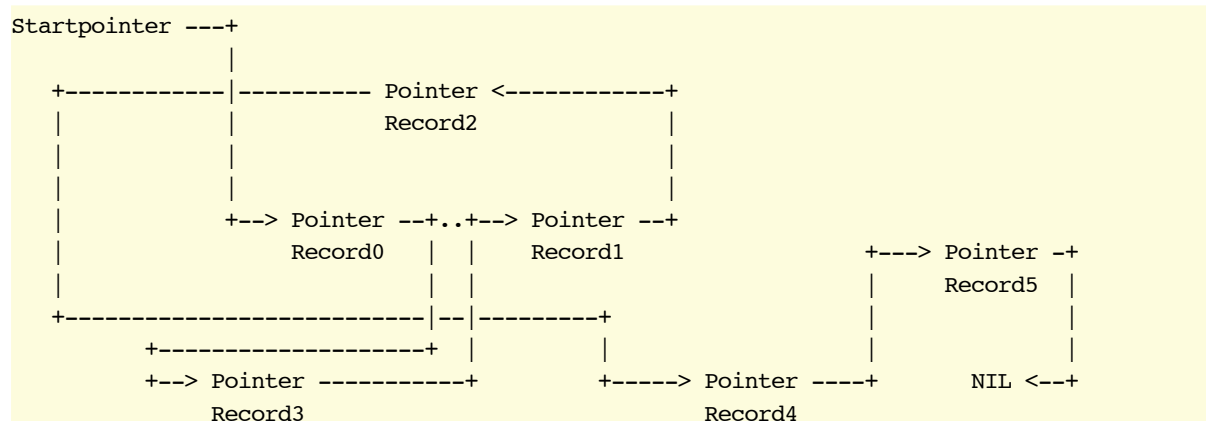 Startpointer ---+
                |
   +------------|---------- Pointer <------------+
   |            |           Record2              |
   |            |                                |
   |            |                                |
   |            +--> Pointer --+..+--> Pointer --+
   |                 Record0   |  |    Record1                  +---> Pointer -+
   |                           |  |                             |     Record5  |
   +---------------------------|--|---------+                   |              |
          +--------------------+  |         |                   |              |
          +--> Pointer -----------+         +-----> Pointer ----+       NIL <--+
               Record3                              Record4